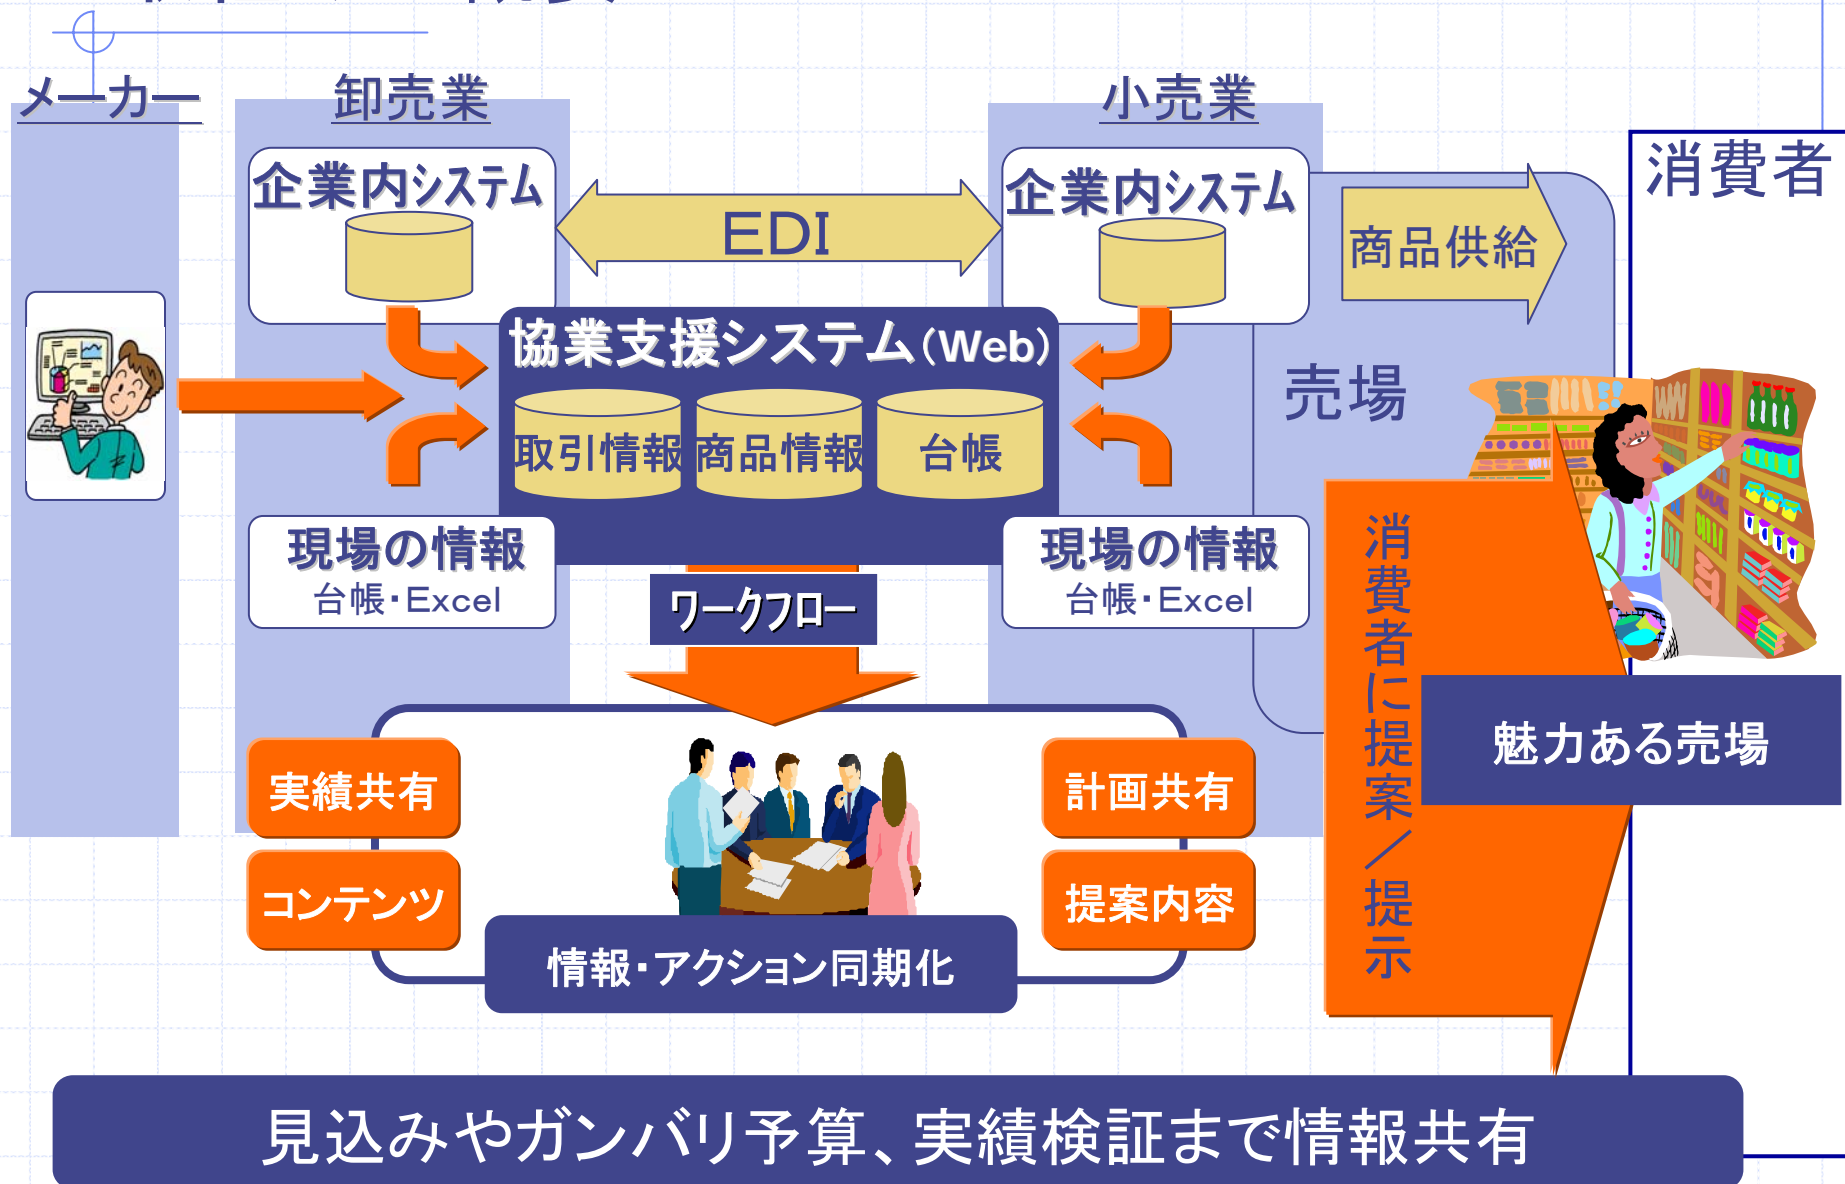 メーカー
卸売業
小売業
消費者
企業内システム
EDI
企業内システム
商品供給
協業支援システム(Web)
売場
取引情報
商品情報
台帳
現場の情報
台帳・Excel
ワークフロー
現場の情報
台帳・Excel
消費者に提案/提示
魅力ある売場
実績共有
計画共有
コンテンツ
提案内容
情報・アクション同期化
見込みやガンバリ予算、実績検証まで情報共有